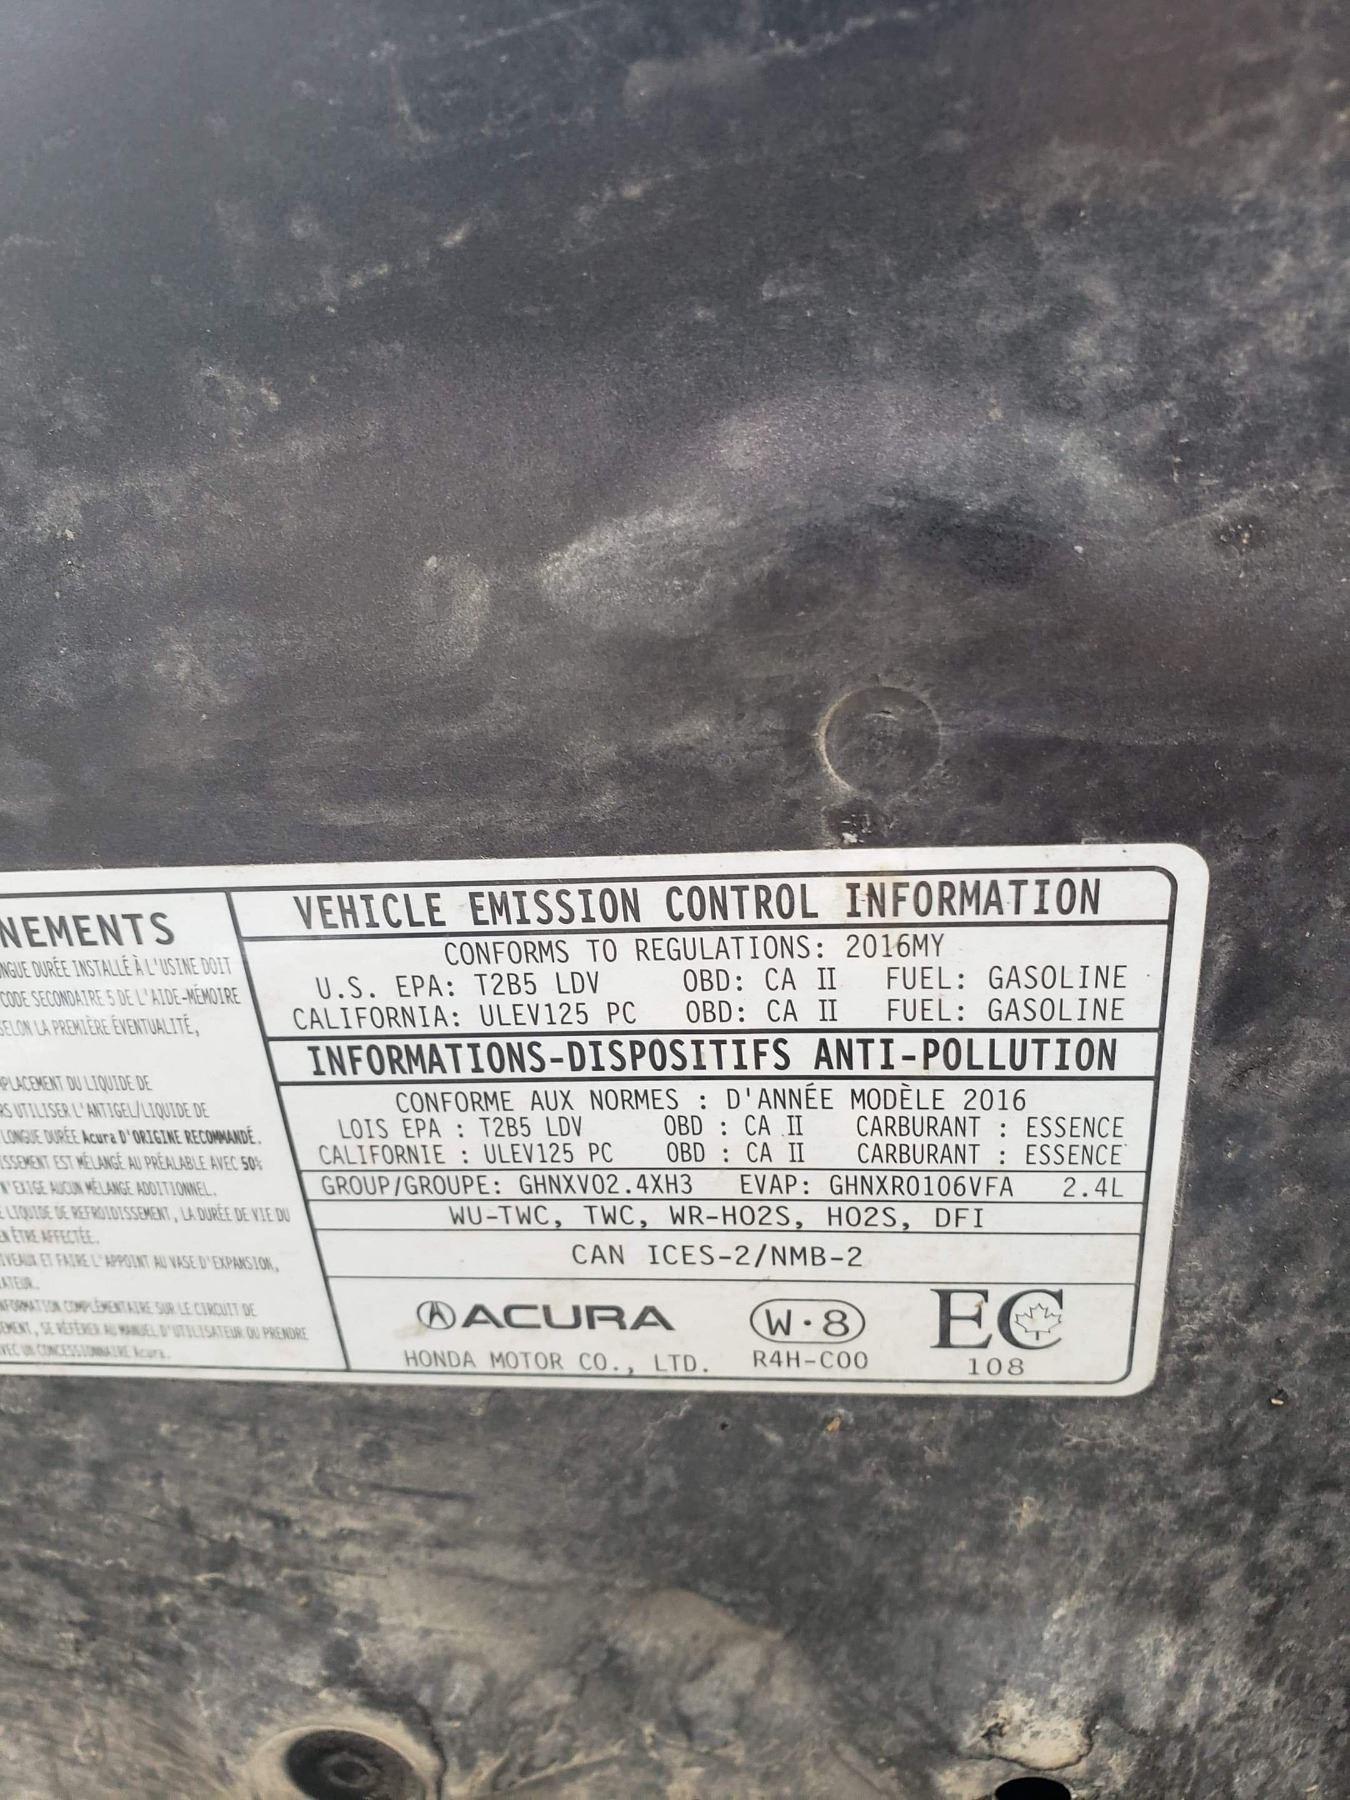 NEMENTS
NGUE DURÉE INSTALLÉ À L'USINE DOIT
CODE SECONDAIRE 5 DE L'AIDE-MÉMOIRE
SELON LA PREMIÈRE ÉVENTUALITÉ,
PLACEMENT DU LIQUIDE DE
RS UTILISER L'ANTIGEL/LIQUIDE DE
LONGUE DURÉE Acura D'ORIGINE RECOMMANDÉ.
ISSEMENT EST MÉLANGÉ AU PRÉALABLE AVEC 50%
N'EXIGE AUCUN MÉLANGE ADDITIONNEL.
E LIQUIDE DE REFROIDISSEMENT, LA DURÉE DE VIE DU
EN ÊTRE AFFECTÉE.
IVEAUX ET FAIRE L'APPOINT AU VASE D'EXPANSION,
ATEUR.
NFORMATION COMPLÉMENTAIRE SUR LE CIRCUIT DE
EMENT, SE RÉFÉRER AU MANUEL D'UTILISATEUR OU PRENDRE
VEC UN CONCESSIONNAIRE Acura.
VEHICLE EMISSION CONTROL INFORMATION
CONFORMS TO REGULATIONS: 2016MY
U.S. EPA: T2B5 LDV OBD: CA II FUEL: GASOLINE
CALIFORNIA: ULEV125 PC OBD: CA II FUEL: GASOLINE
INFORMATIONS-DISPOSITIFS ANTI-POLLUTION
CONFORME AUX NORMES : D'ANNÉE MODÈLE 2016
LOIS EPA : T2B5 LDV OBD : CA II CARBURANT : ESSENCE
CALIFORNIE : ULEV125 PC OBD : CA II CARBURANT : ESSENCE
GROUP/GROUPE: GHNXV02.4XH3 EVAP: GHNXR0106VFA 2.4L
WU-TWC, TWC, WR-HO2S, HO2S, DFI
CAN ICES-2/NMB-2
ACURA W·8 EC
HONDA MOTOR CO., LTD. R4H-C00 108